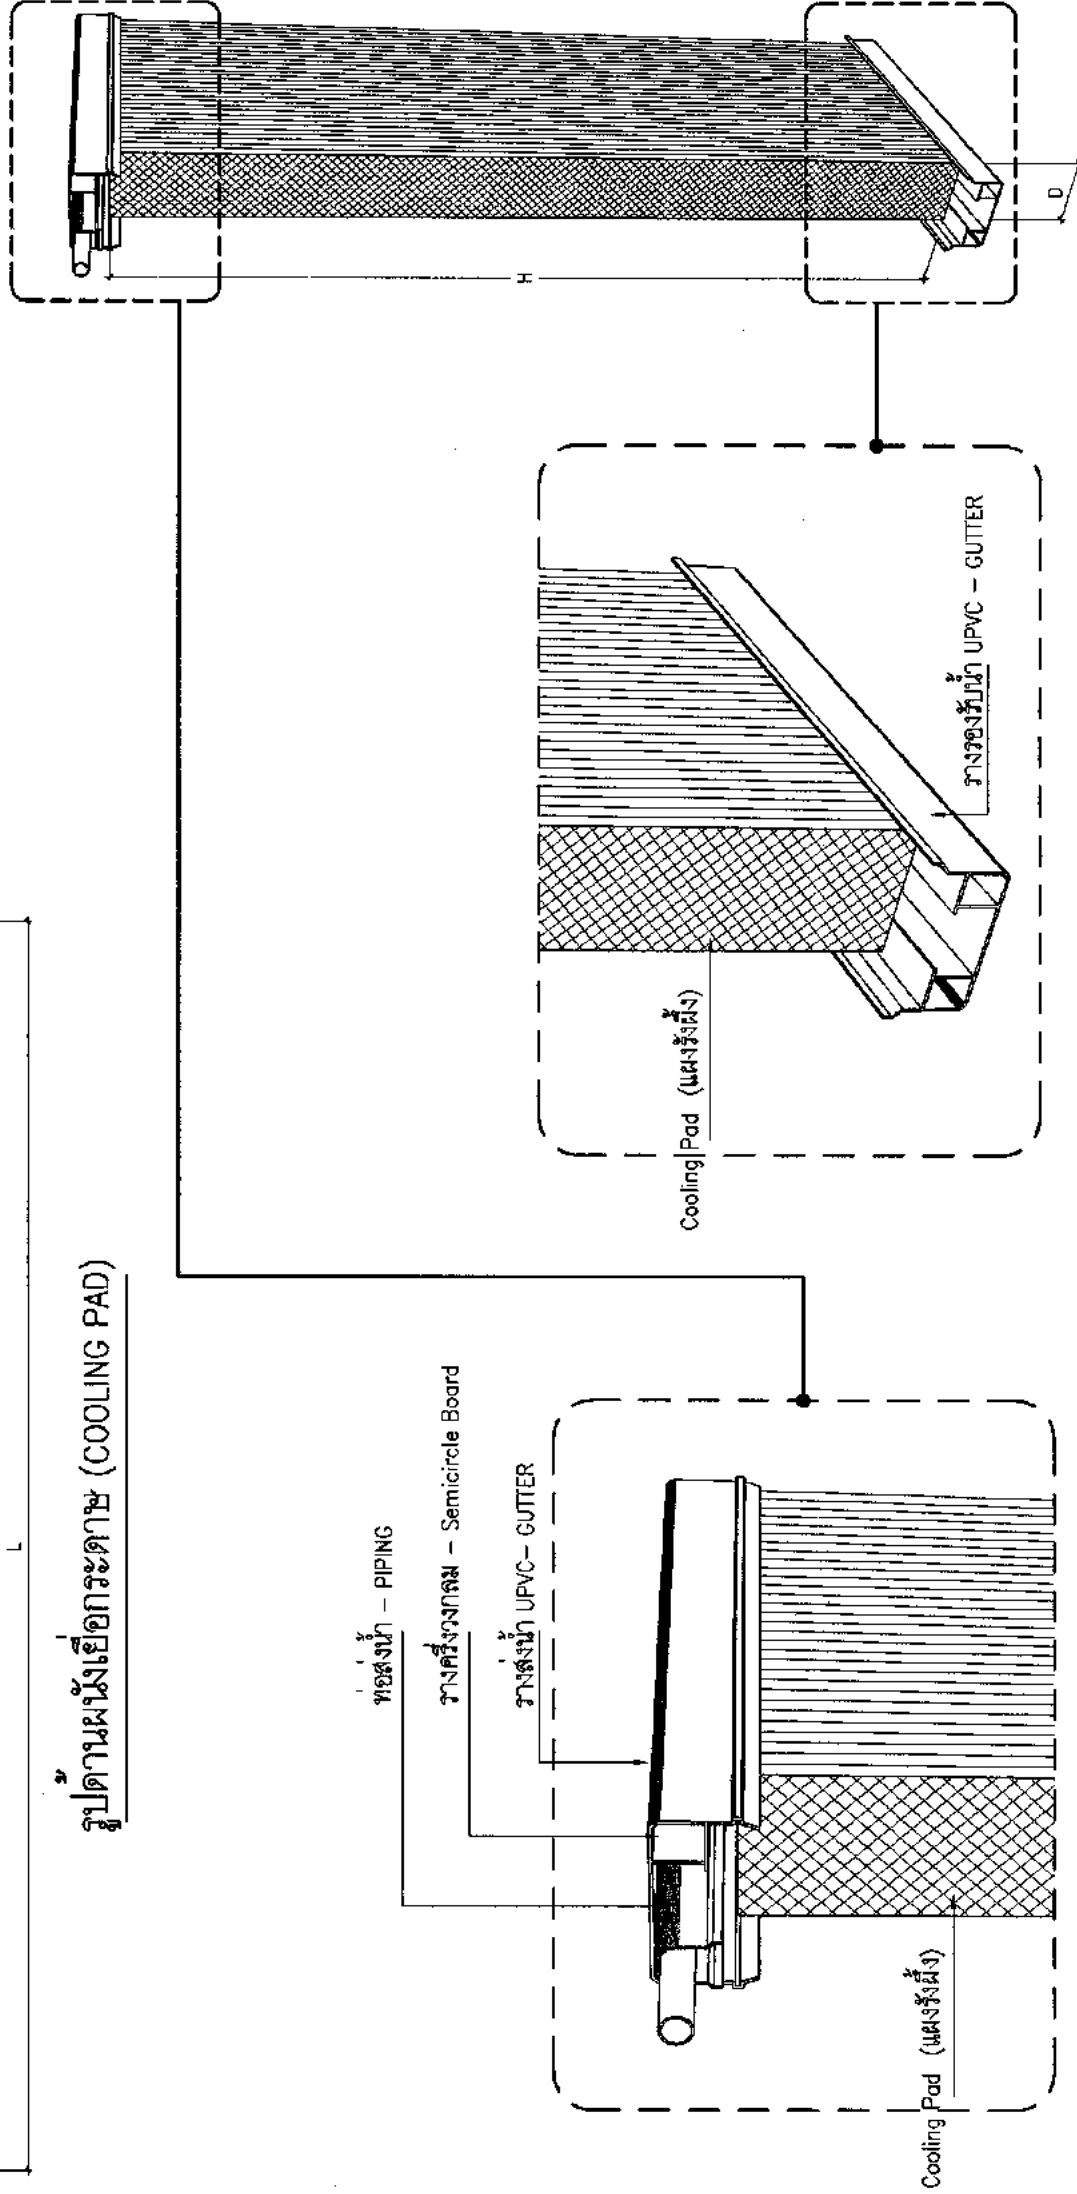 L
รูปด้านผนังเยื่อกระดาษ (COOLING PAD)
ท่อส่งน้ำ - PIPING
รางครึ่งวงกลม - Semicircle Board
รางส่งน้ำ UPVC- GUTTER
Cooling Pad (แผงรังผึ้ง)
Cooling Pad (แผงรังผึ้ง)
รางรองรับน้ำ UPVC - GUTTER
H
D